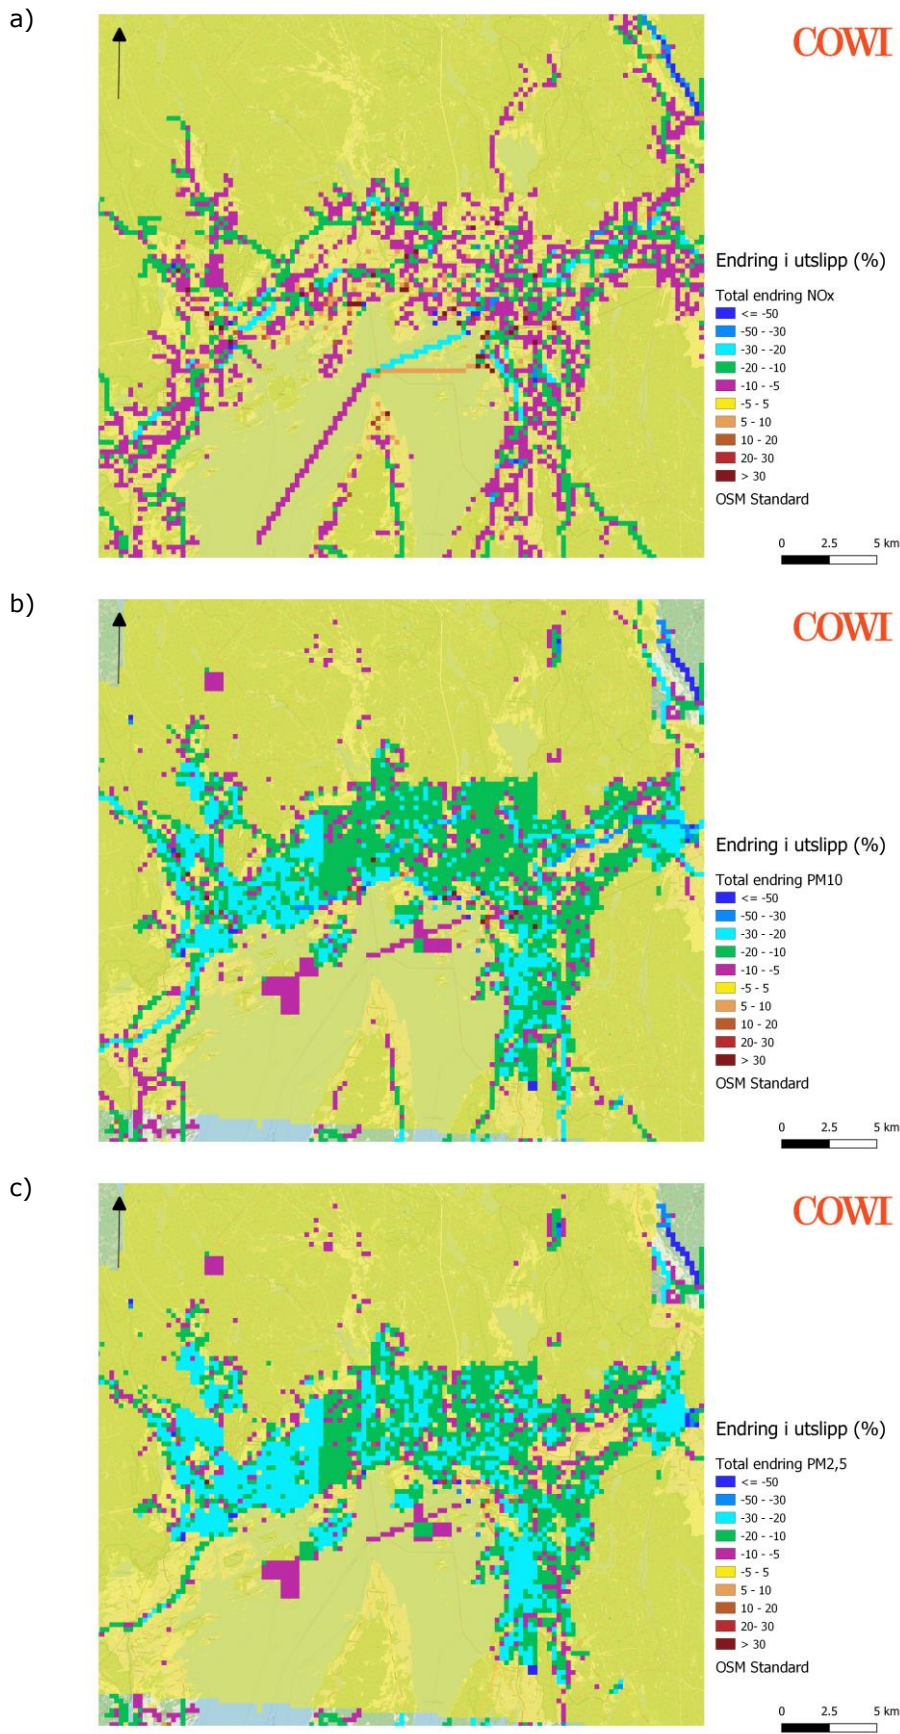 a)
COWI
Endring i utslipp (%)
Total endring NOx
<= -50
-50 - -30
-30 - -20
-20 - -10
-10 - -5
-5 - 5
5 - 10
10 - 20
20- 30
> 30
OSM Standard
0 2.5 5 km
b)
COWI
Endring i utslipp (%)
Total endring PM10
<= -50
-50 - -30
-30 - -20
-20 - -10
-10 - -5
-5 - 5
5 - 10
10 - 20
20- 30
> 30
OSM Standard
0 2.5 5 km
c)
COWI
Endring i utslipp (%)
Total endring PM2,5
<= -50
-50 - -30
-30 - -20
-20 - -10
-10 - -5
-5 - 5
5 - 10
10 - 20
20- 30
> 30
OSM Standard
0 2.5 5 km